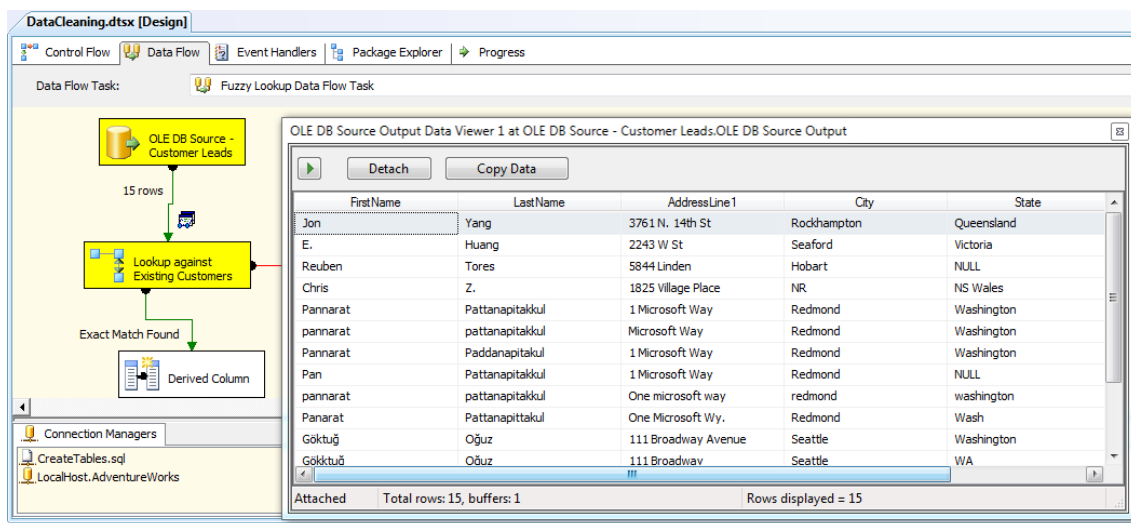 DataCleaning.dtsx [Design]
Control Flow Data Flow Event Handlers Package Explorer Progress
Data Flow Task: Fuzzy Lookup Data Flow Task
OLE DB Source -
Customer Leads
15 rows
Lookup against
Existing Customers
Exact Match Found
Derived Column
Connection Managers
CreateTables.sql
LocalHost.AdventureWorks
OLE DB Source Output Data Viewer 1 at OLE DB Source - Customer Leads.OLE DB Source Output
Detach Copy Data
FirstName LastName AddressLine1 City State
Jon Yang 3761 N. 14th St Rockhampton Queensland
E. Huang 2243 W St Seaford Victoria
Reuben Tores 5844 Linden Hobart NULL
Chris Z. 1825 Village Place NR NS Wales
Pannarat Pattanapitakkul 1 Microsoft Way Redmond Washington
pannarat pattanapitakkul Microsoft Way Redmond Washington
Pannarat Paddanapitakul 1 Microsoft Way Redmond Washington
Pan Pattanapitakkul 1 Microsoft Way Redmond NULL
pannarat pattanapitakkul One microsoft way redmond washington
Panarat Pattanapittakul One Microsoft Wy. Redmond Wash
Göktuğ Oğuz 111 Broadway Avenue Seattle Washington
Gökktuğ Oğuz 111 Broadway Seattle WA
Attached Total rows: 15, buffers: 1 Rows displayed = 15